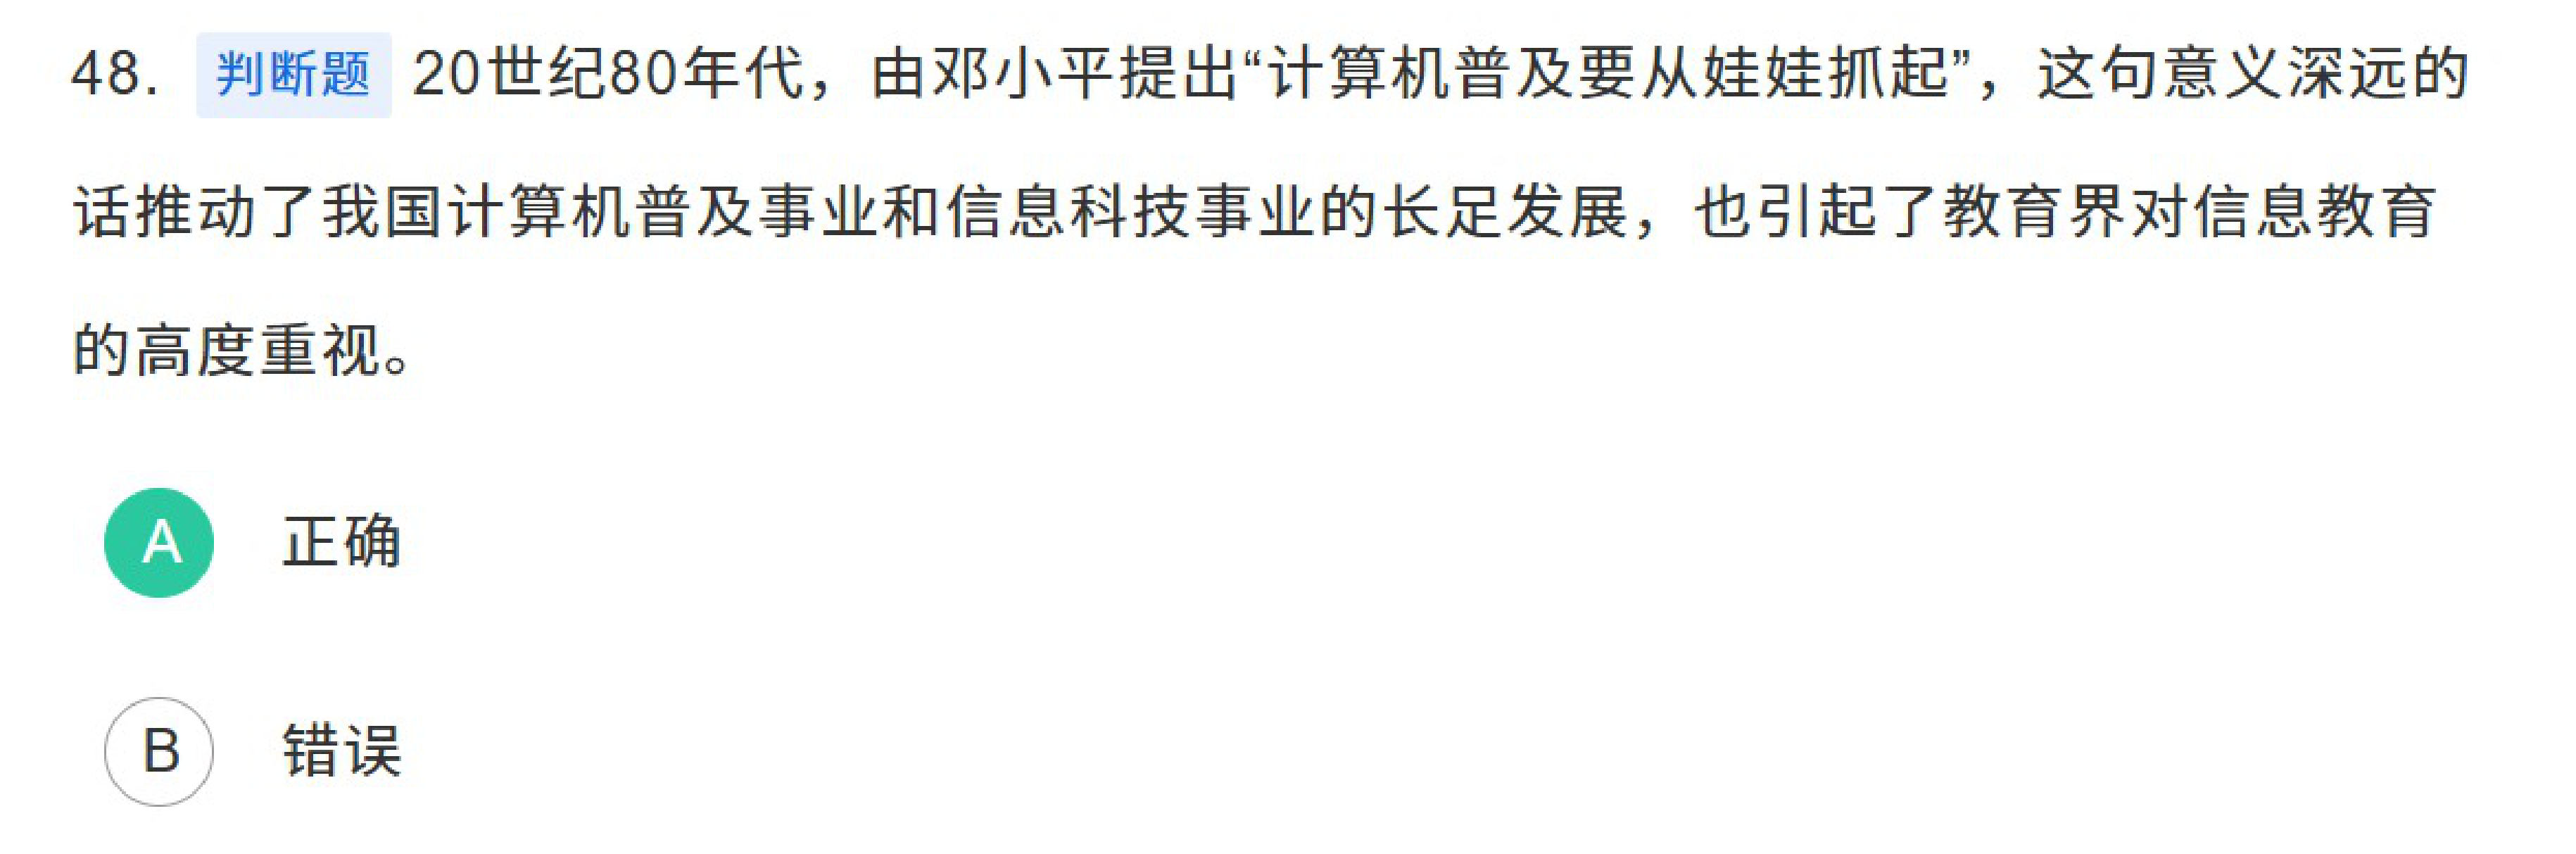 48. 判断题 20世纪80年代，由邓小平提出“计算机普及要从娃娃抓起”，这句意义深远的
话推动了我国计算机普及事业和信息科技事业的长足发展，也引起了教育界对信息教育
的高度重视。
A 正确
B 错误